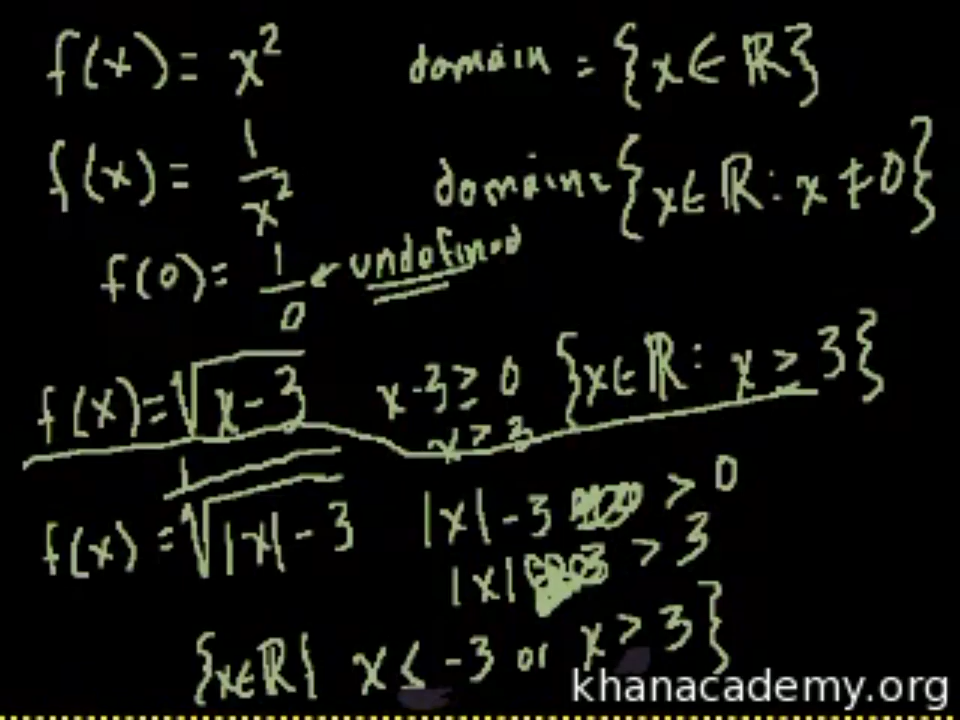 f(x) = x² domain = {x ∈ ℝ}
f(x) = 1/x² domain = {x ∈ ℝ : x ≠ 0}
f(0) = 1/0 ← undefined
f(x) = √(x - 3) x - 3 ≥ 0 {x ∈ ℝ : x ≥ 3}
x ≥ 3
f(x) = 1/√(|x| - 3) |x| - 3 > 0
|x| > 3
{x ∈ ℝ | x < -3 or x > 3}
khanacademy.org